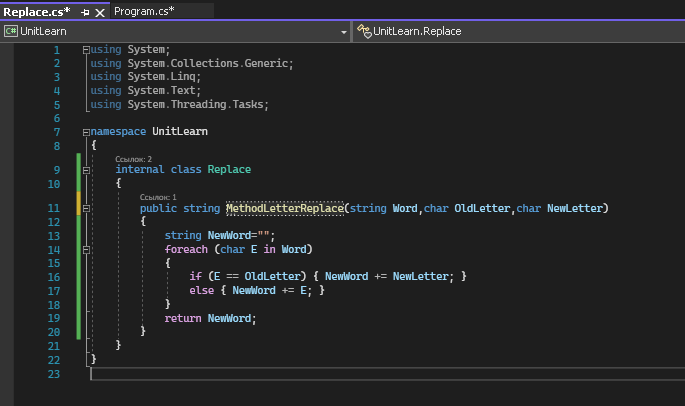 Replace.cs* Program.cs*
C# UnitLearn UnitLearn.Replace
1 using System;
2 using System.Collections.Generic;
3 using System.Linq;
4 using System.Text;
5 using System.Threading.Tasks;
6
7 namespace UnitLearn
8 {
Ссылок: 2
9 internal class Replace
10 {
Ссылок: 1
11 public string MethodLetterReplace(string Word,char OldLetter,char NewLetter)
12 {
13 string NewWord="";
14 foreach (char E in Word)
15 {
16 if (E == OldLetter) { NewWord += NewLetter; }
17 else { NewWord += E; }
18 }
19 return NewWord;
20 }
21 }
22 }
23